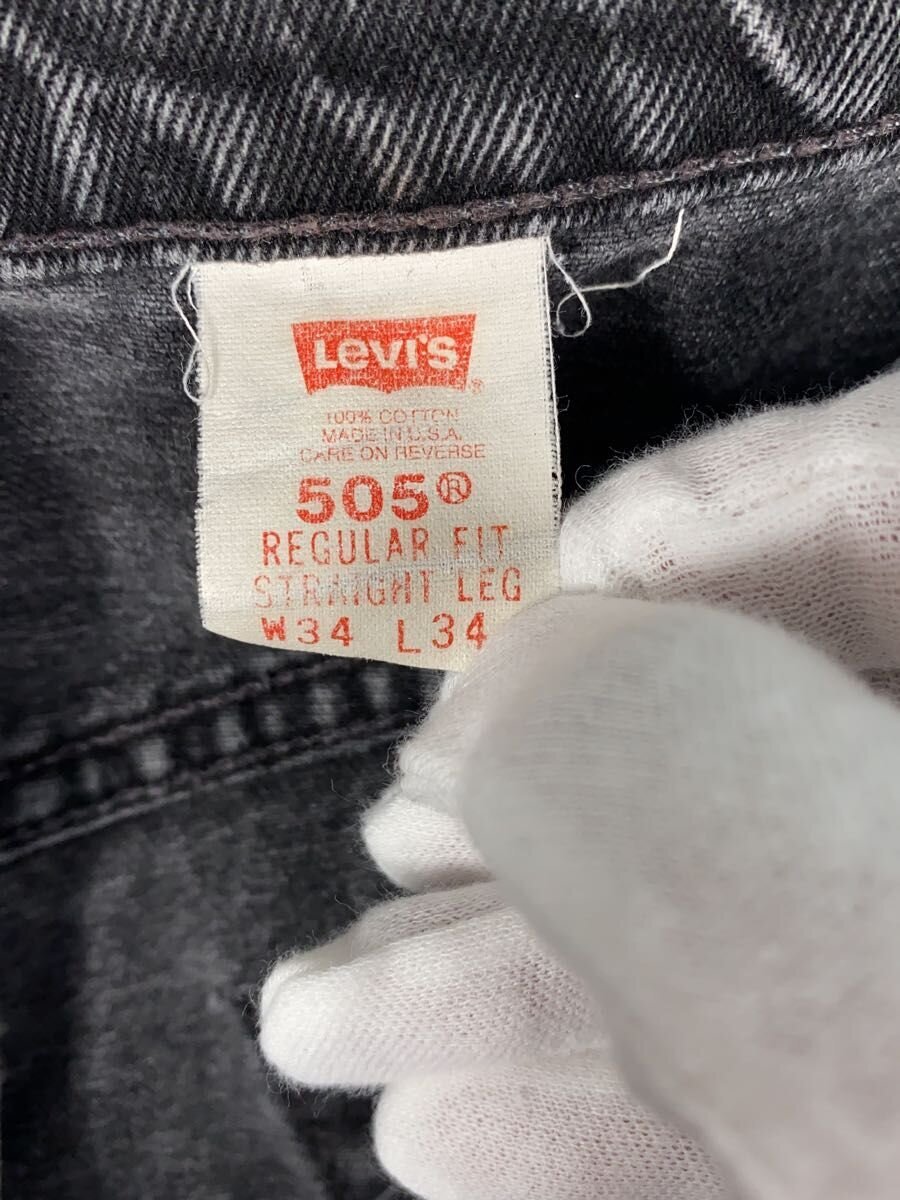 Levi's®
100% COTTON
MADE IN U.S.A.
CARE ON REVERSE
505®
REGULAR FIT
STRAIGHT LEG
W34 L34